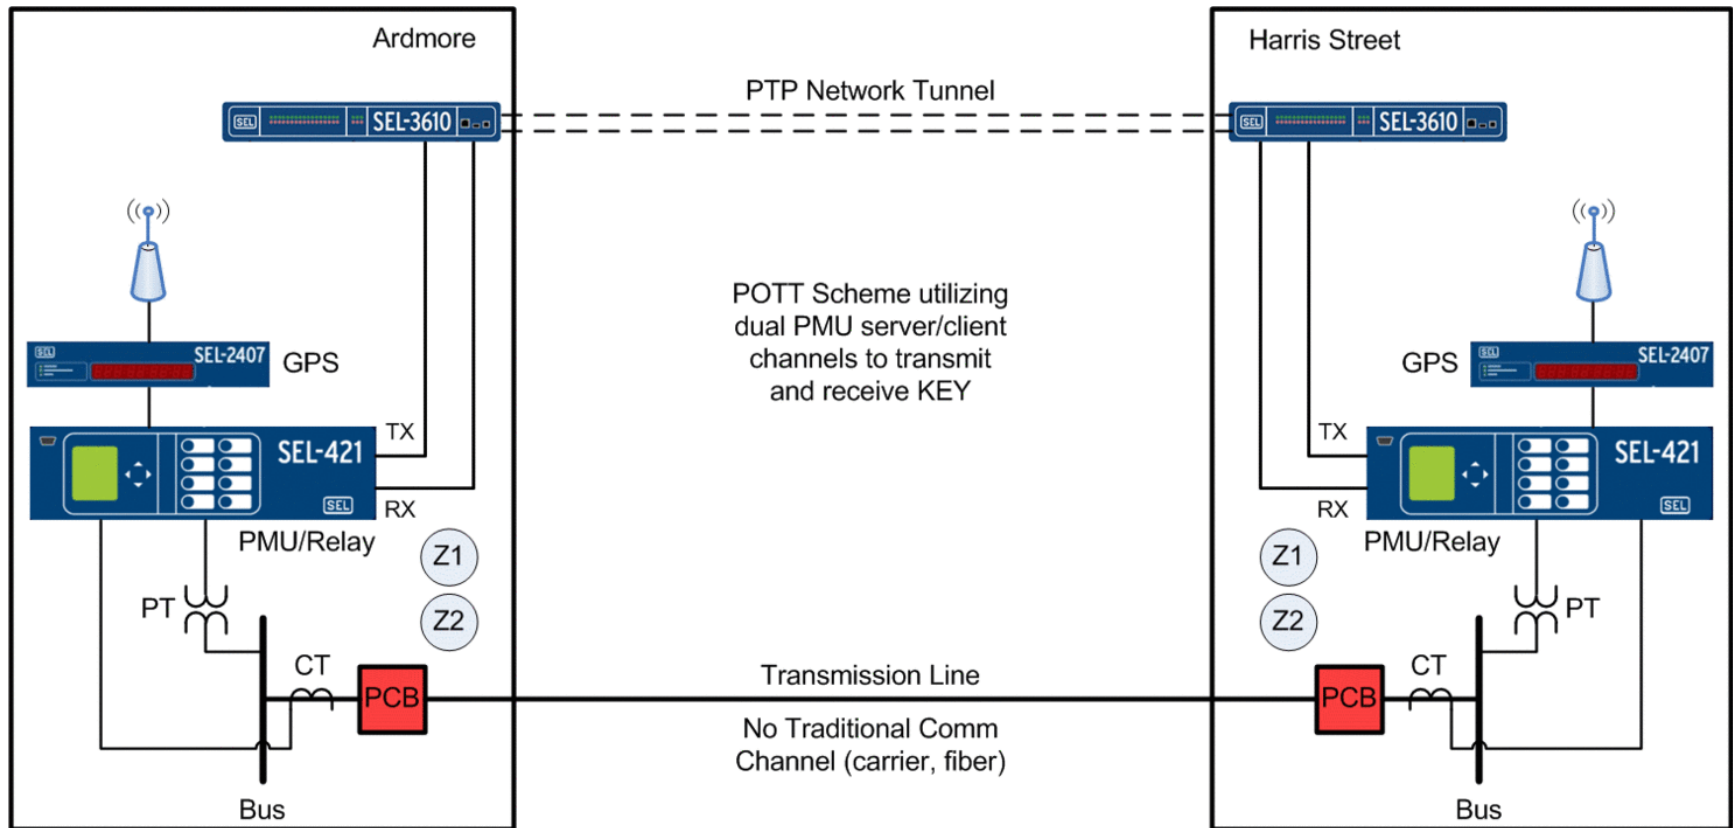 Ardmore
Harris Street
PTP Network Tunnel
SEL SEL-3610
SEL SEL-3610
POTT Scheme utilizing
dual PMU server/client
channels to transmit
and receive KEY
SEL SEL-2407
GPS
GPS
SEL SEL-2407
SEL-421
SEL
TX
RX
PMU/Relay
TX
RX
SEL-421
SEL
PMU/Relay
Z1
Z2
PT
CT
PCB
Bus
Z1
Z2
PT
CT
PCB
Bus
Transmission Line
No Traditional Comm
Channel (carrier, fiber)